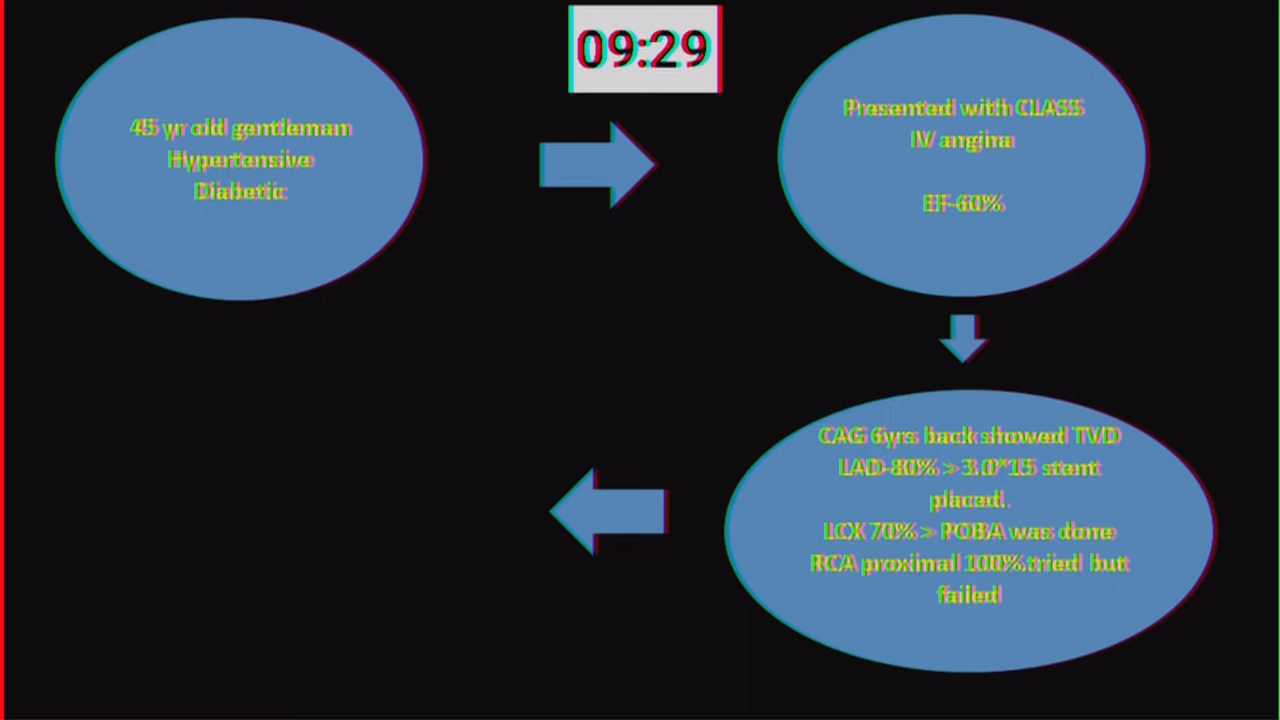 09:29
45 yr old gentleman
Hypertensive
Diabetic
Presented with CLASS
IV angina
EF-60%
CAG 6yrs back showed TVD
LAD-80% > 3.0*15 stent
placed.
LCX 70% > POBA was done
RCA proximal 100%.tried but
failed